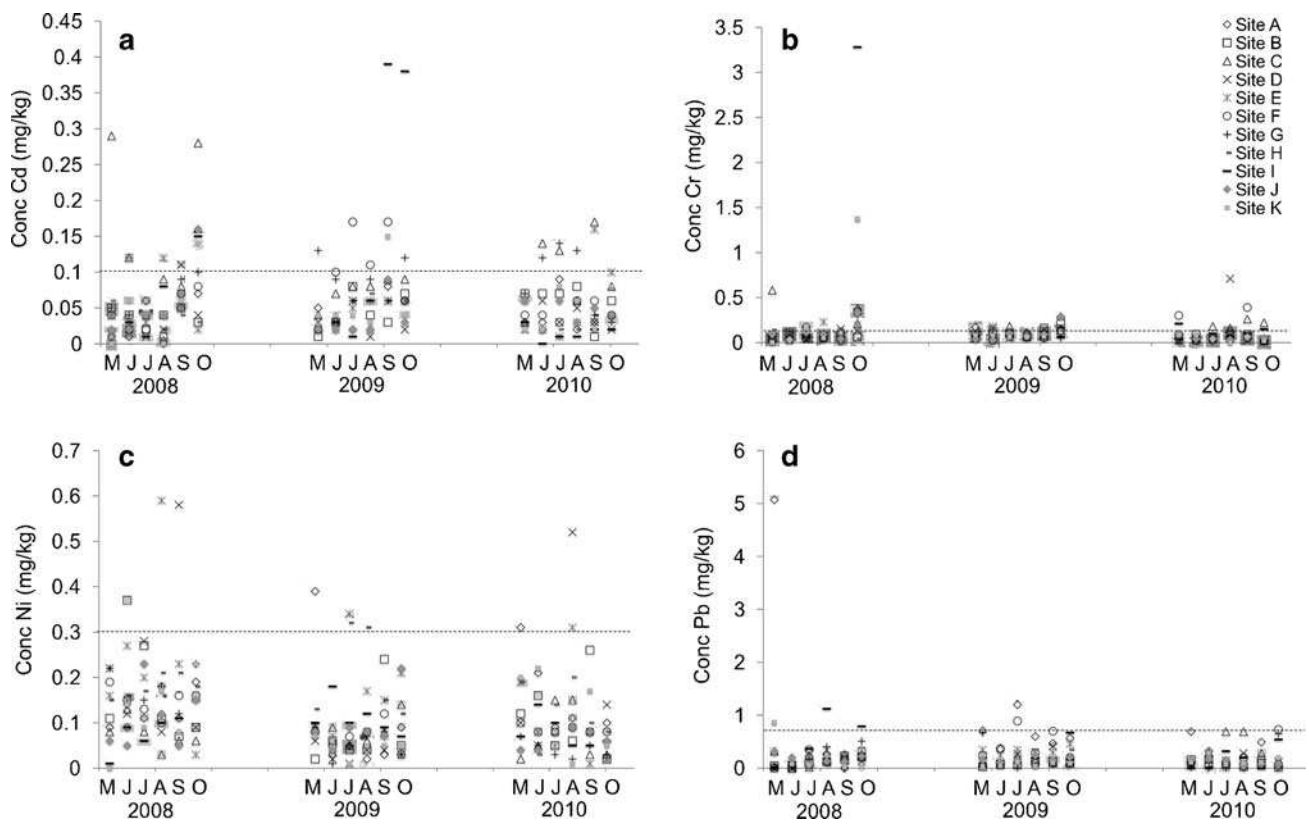 a
Conc Cd (mg/kg)
0.45
0.4
0.35
0.3
0.25
0.2
0.15
0.1
0.05
0
M J J A S O M J J A S O M J J A S O
2008 2009 2010
b
Conc Cr (mg/kg)
3.5
3
2.5
2
1.5
1
0.5
0
M J J A S O M J J A S O M J J A S O
2008 2009 2010
Site A
Site B
Site C
Site D
Site E
Site F
Site G
Site H
Site I
Site J
Site K
c
Conc Ni (mg/kg)
0.7
0.6
0.5
0.4
0.3
0.2
0.1
0
M J J A S O M J J A S O M J J A S O
2008 2009 2010
d
Conc Pb (mg/kg)
6
5
4
3
2
1
0
M J J A S O M J J A S O M J J A S O
2008 2009 2010